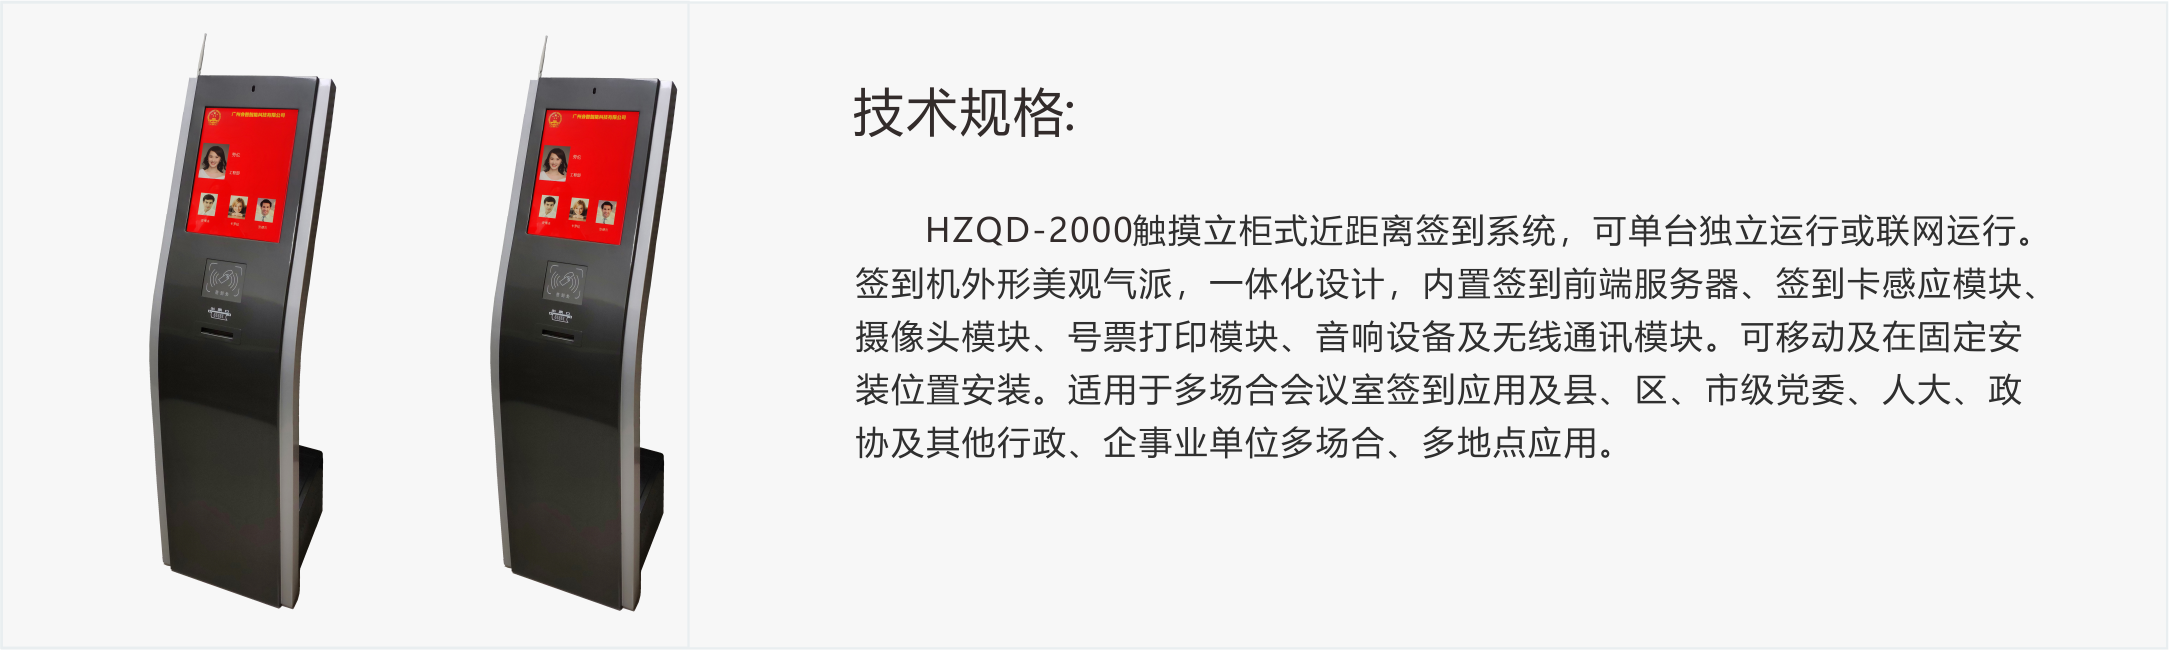 技术规格:
HZQD-2000触摸立柜式近距离签到系统，可单台独立运行或联网运行。
签到机外形美观气派，一体化设计，内置签到前端服务器、签到卡感应模块、
摄像头模块、号票打印模块、音响设备及无线通讯模块。可移动及在固定安
装位置安装。适用于多场合会议室签到应用及县、区、市级党委、人大、政
协及其他行政、企事业单位多场合、多地点应用。